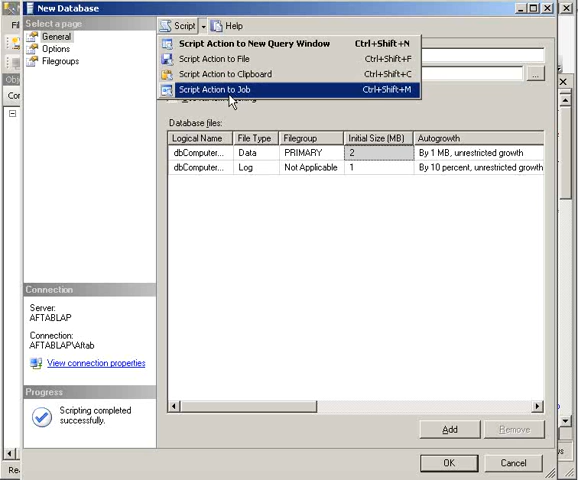 New Database
Select a page
General
Options
Filegroups
Script
Help
Script Action to New Query Window Ctrl+Shift+N
Script Action to File Ctrl+Shift+F
Script Action to Clipboard Ctrl+Shift+C
Script Action to Job Ctrl+Shift+M
...
Database files:
Logical Name File Type Filegroup Initial Size (MB) Autogrowth
dbComputer... Data PRIMARY 2 By 1 MB, unrestricted growth
dbComputer... Log Not Applicable 1 By 10 percent, unrestricted growth
Connection
Server:
AFTABLAP
Connection:
AFTABLAP\Aftab
View connection properties
Progress
Scripting completed
successfully.
Add
Remove
OK
Cancel